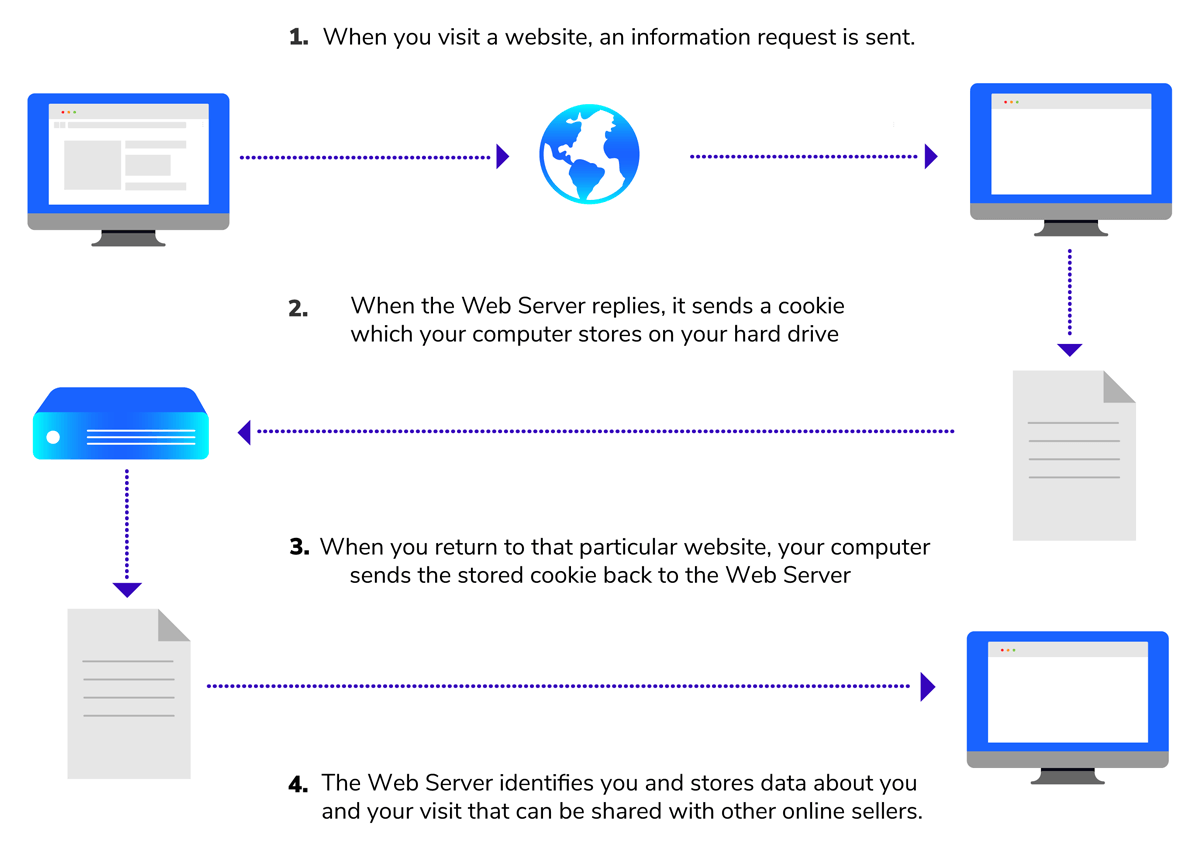 1. When you visit a website, an information request is sent.
2. When the Web Server replies, it sends a cookie
which your computer stores on your hard drive
3. When you return to that particular website, your computer
sends the stored cookie back to the Web Server
4. The Web Server identifies you and stores data about you
and your visit that can be shared with other online sellers.